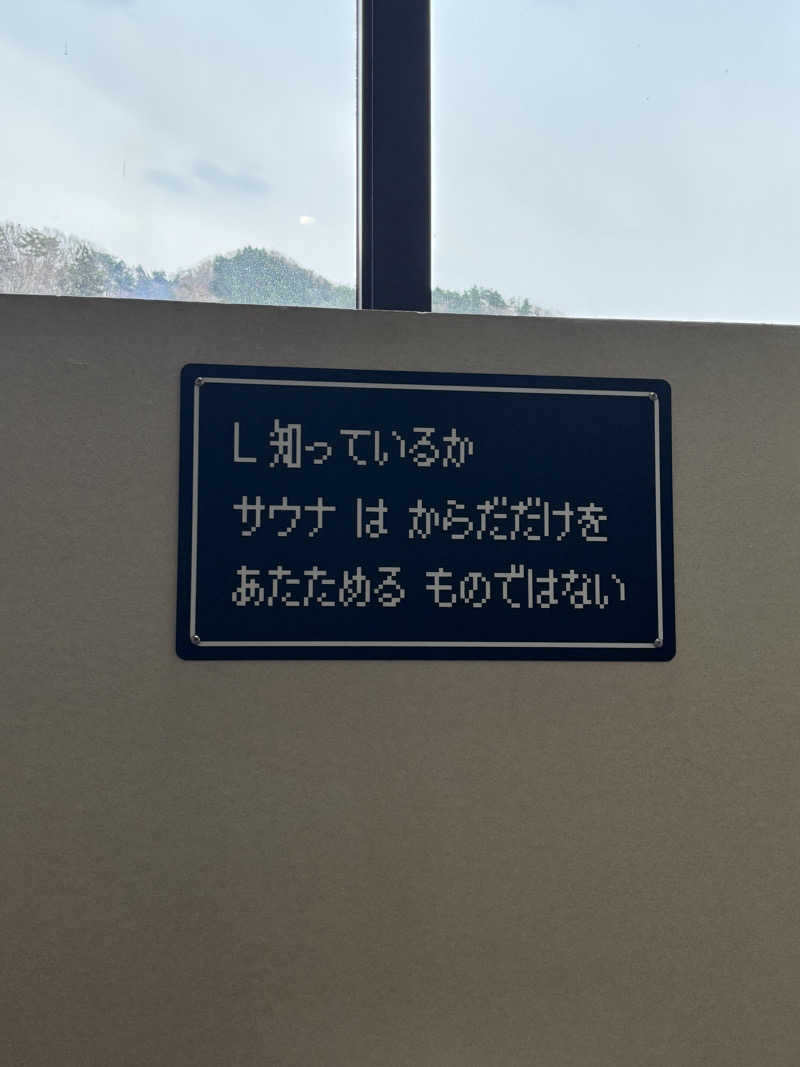 L 知っているか
サウナ は からだだけを
あたためる ものではない